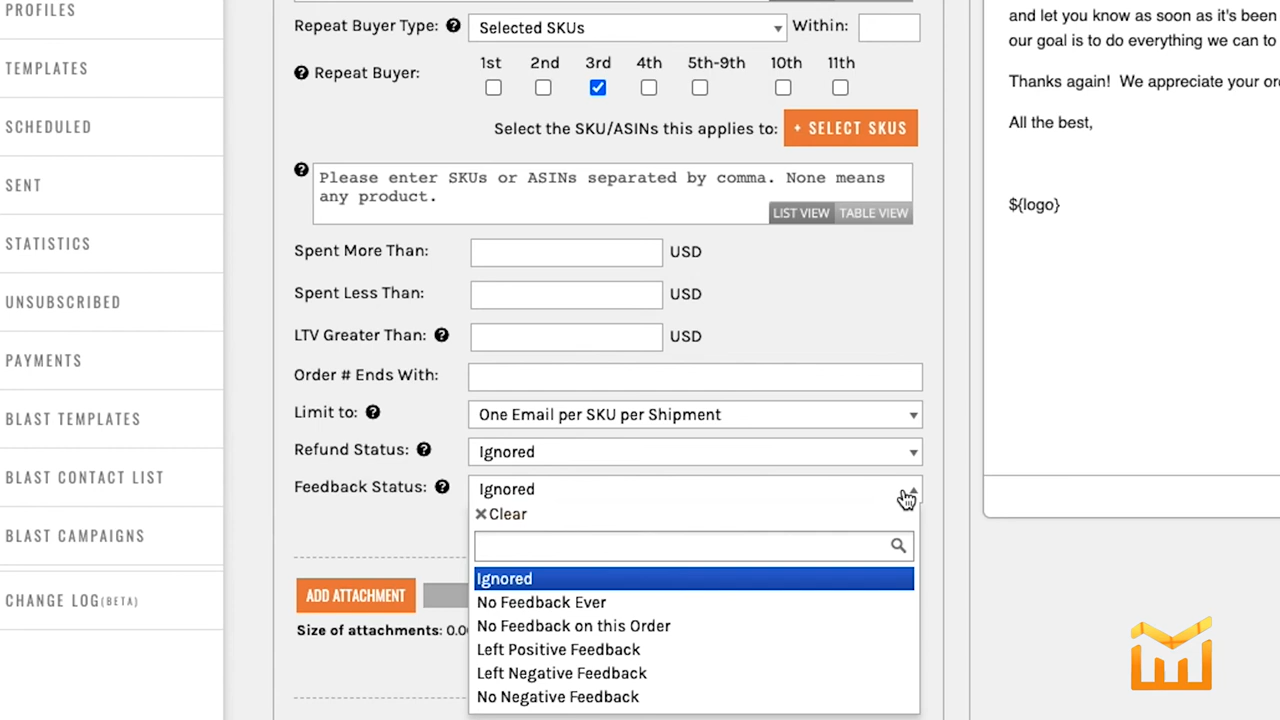 PROFILES
TEMPLATES
SCHEDULED
SENT
STATISTICS
UNSUBSCRIBED
PAYMENTS
BLAST TEMPLATES
BLAST CONTACT LIST
BLAST CAMPAIGNS
CHANGE LOG(BETA)
Repeat Buyer Type: ? Selected SKUs Within:
1st 2nd 3rd 4th 5th-9th 10th 11th
? Repeat Buyer:
Select the SKU/ASINs this applies to: + SELECT SKUS
? Please enter SKUs or ASINs separated by comma. None means
any product.
LIST VIEW TABLE VIEW
Spent More Than: USD
Spent Less Than: USD
LTV Greater Than: ? USD
Order # Ends With:
Limit to: ? One Email per SKU per Shipment
Refund Status: ? Ignored
Feedback Status: ? Ignored
Clear
Ignored
No Feedback Ever
No Feedback on this Order
Left Positive Feedback
Left Negative Feedback
No Negative Feedback
ADD ATTACHMENT
Size of attachments: 0.0
and let you know as soon as it's been
our goal is to do everything we can to
Thanks again! We appreciate your or
All the best,
${logo}